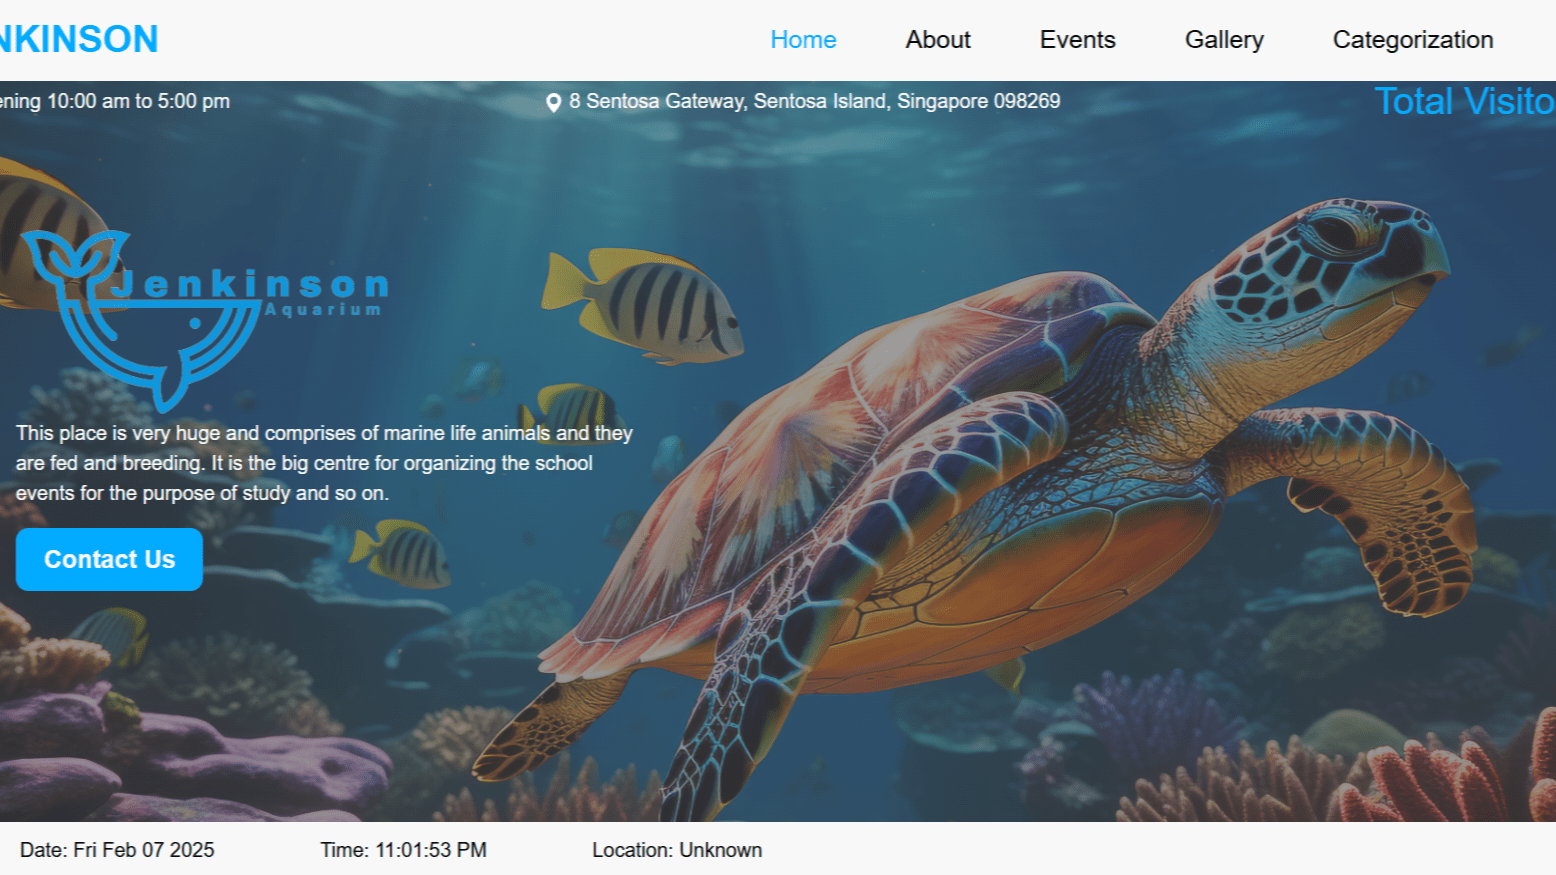 NKINSON
Home About Events Gallery Categorization
ening 10:00 am to 5:00 pm
8 Sentosa Gateway, Sentosa Island, Singapore 098269
Total Visito
Jenkinson
Aquarium
This place is very huge and comprises of marine life animals and they
are fed and breeding. It is the big centre for organizing the school
events for the purpose of study and so on.
Contact Us
Date: Fri Feb 07 2025
Time: 11:01:53 PM
Location: Unknown